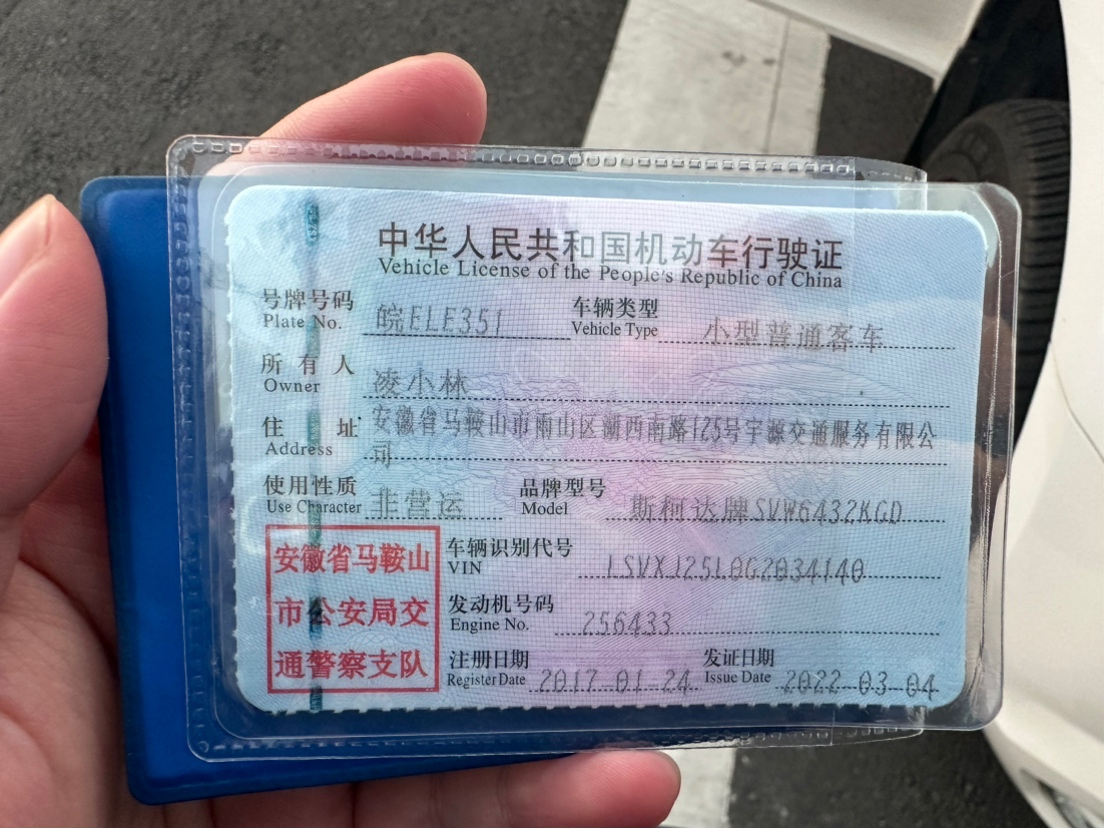 中华人民共和国机动车行驶证
Vehicle License of the People's Republic of China
号牌号码 皖ELE351 车辆类型 小型普通客车
Plate No. Vehicle Type
所有人 凌小林
Owner
住址 安徽省马鞍山市雨山区湖西南路125号宇源交通服务有限公
Address 司
使用性质 非营运 品牌型号 斯柯达牌SVW6432KGD
Use Character Model
安徽省马鞍山
市公安局交
通警察支队
车辆识别代号 LSVXJ25L0G2034140
VIN
发动机号码 256433
Engine No.
注册日期 2017-01-24 发证日期 2022-03-04
Register Date Issue Date